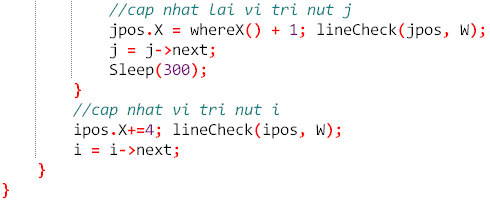 //cap nhat lai vi tri nut j
jpos.X = whereX() + 1; lineCheck(jpos, W);
j = j->next;
Sleep(300);
}
//cap nhat vi tri nut i
ipos.X+=4; lineCheck(ipos, W);
i = i->next;
}
}